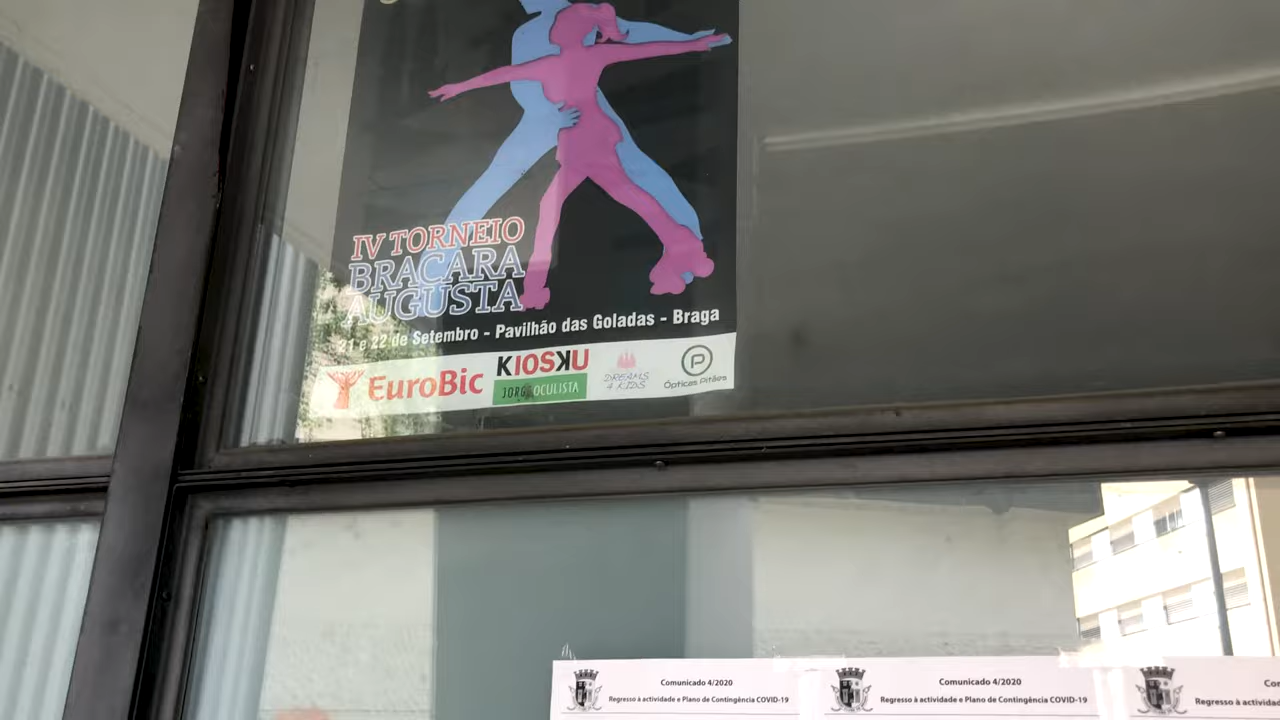 IV TORNEIO
BRACARA
AUGUSTA
21 e 22 de Setembro - Pavilhão das Goladas - Braga
EuroBic
KIOSKU
JORGE OCULISTA
DREAMS
4 KIDS
P
Ópticas Pitães
Comunicado 4/2020
Regresso à actividade e Plano de Contingência COVID-19
Comunicado 4/2020
Regresso à actividade e Plano de Contingência COVID-19
Regresso à